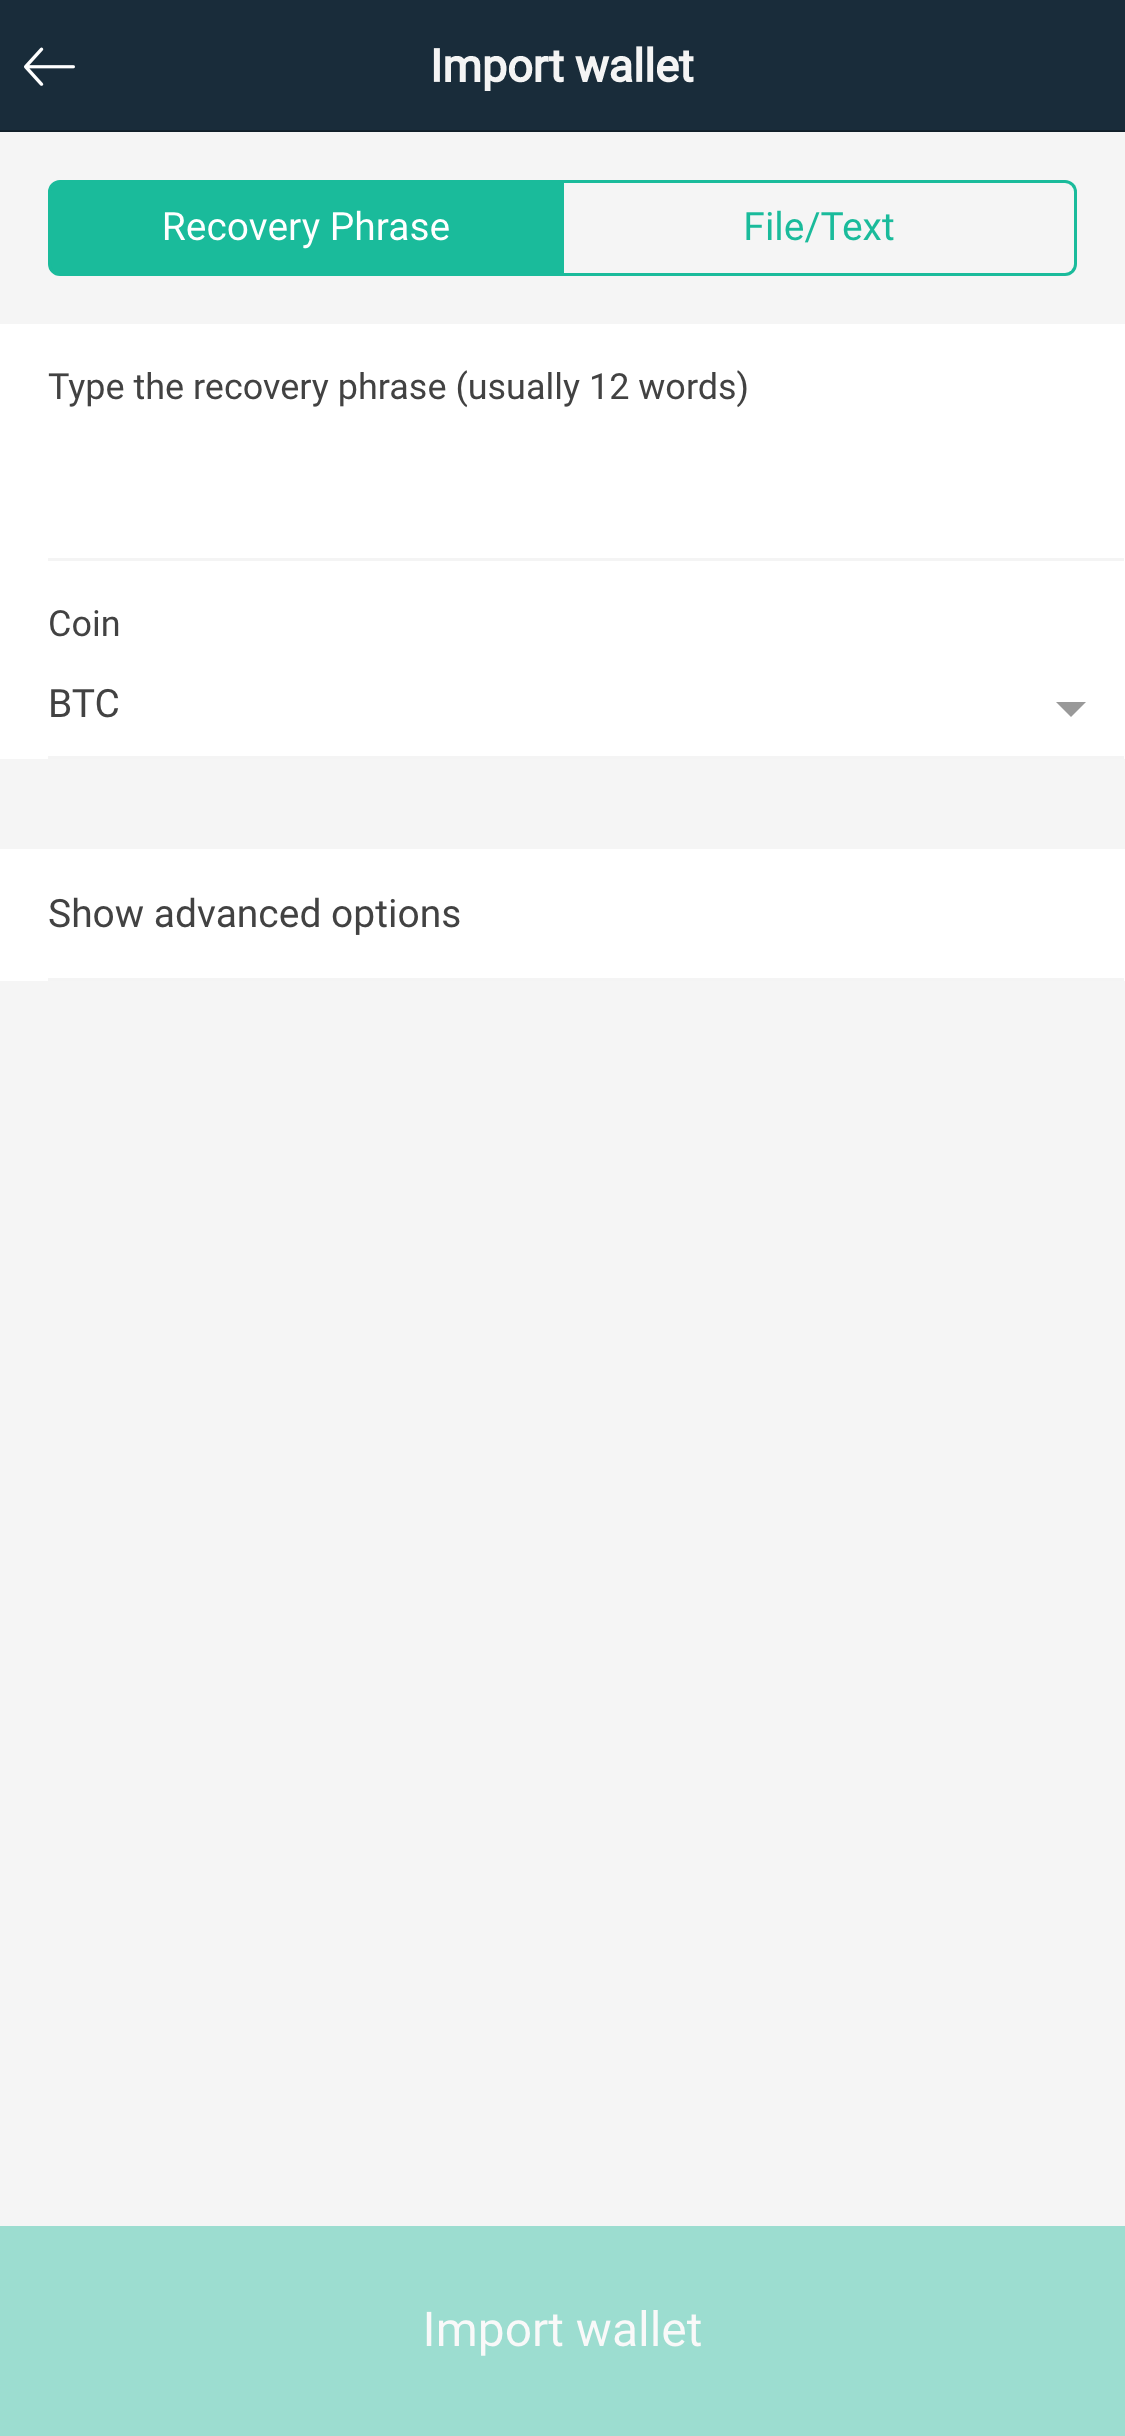 Import wallet
Recovery Phrase
File/Text
Type the recovery phrase (usually 12 words)
Coin
BTC
Show advanced options
Import wallet